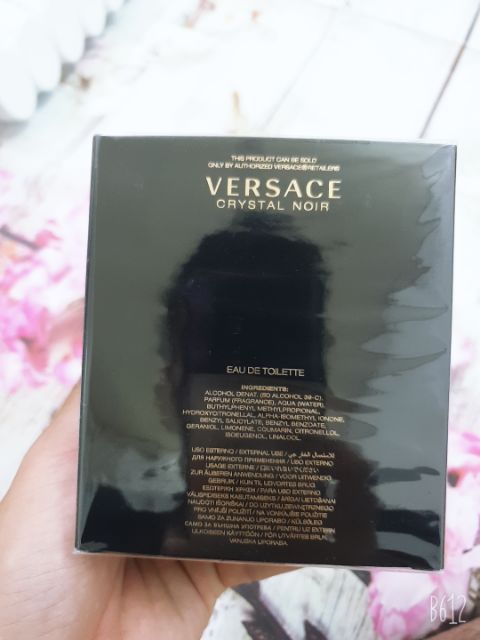 THIS PRODUCT CAN BE SOLD
ONLY BY AUTHORIZED VERSACE® RETAILERS
VERSACE
CRYSTAL NOIR
EAU DE TOILETTE
INGREDIENTS:
ALCOHOL DENAT. (SD ALCOHOL 39-C),
PARFUM (FRAGRANCE), AQUA (WATER),
BUTHYLPHENYL METHYLPROPIONAL,
HYDROXYCITRONELLAL, ALPHA-ISOMETHYL IONONE,
BENZYL SALICYLATE, BENZYL BENZOATE,
GERANIOL, LIMONENE, COUMARIN, CITRONELLOL,
ISOEUGENOL, LINALOOL.
USO ESTERNO / EXTERNAL USE / للاستعمال الخارجي
ДЛЯ НАРУЖНОГО ПРИМЕНЕНИЯ / USO EXTERNO
USAGE EXTERNE /
ZUR ÄUßEREN ANWENDUNG / VOOR UITWENDIG
GEBRUIK / KUN TIL UDVORTES BRUG
ΕΞΩΤΕΡΙΚΗ ΧΡΗΣΗ / PARA USO EXTERNO
VÄLISPIDISEKS KASUTAMISEKS / ĀRĒJAI LIETOŠANAI
NAUDOTI IŠORIŠKAI / DO UŻYTKU ZEWNĘTRZNEGO
PRO VNĚJŠÍ POUŽITÍ / NA VONKAJŠIE POUŽITIE
SAMO ZA ZUNANJO UPORABO / KÜLSŐLEG
САМО ЗА ВЪНШНА УПОТРЕБА / PENTRU UZ EXTERN
ULKOISEEN KÄYTTÖÖN / FÖR UTVÄRTES BRUK
VANJSKA UPORABA
B612